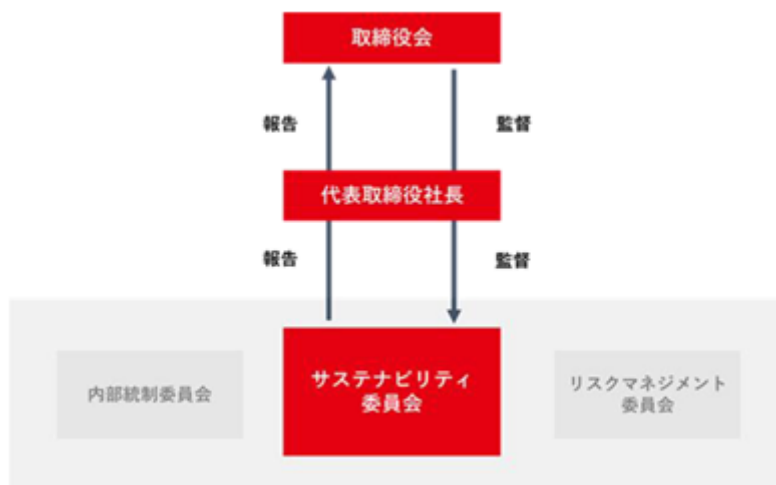 取締役会
報告
監督
代表取締役社長
報告
監督
内部統制委員会
サステナビリティ
委員会
リスクマネジメント
委員会